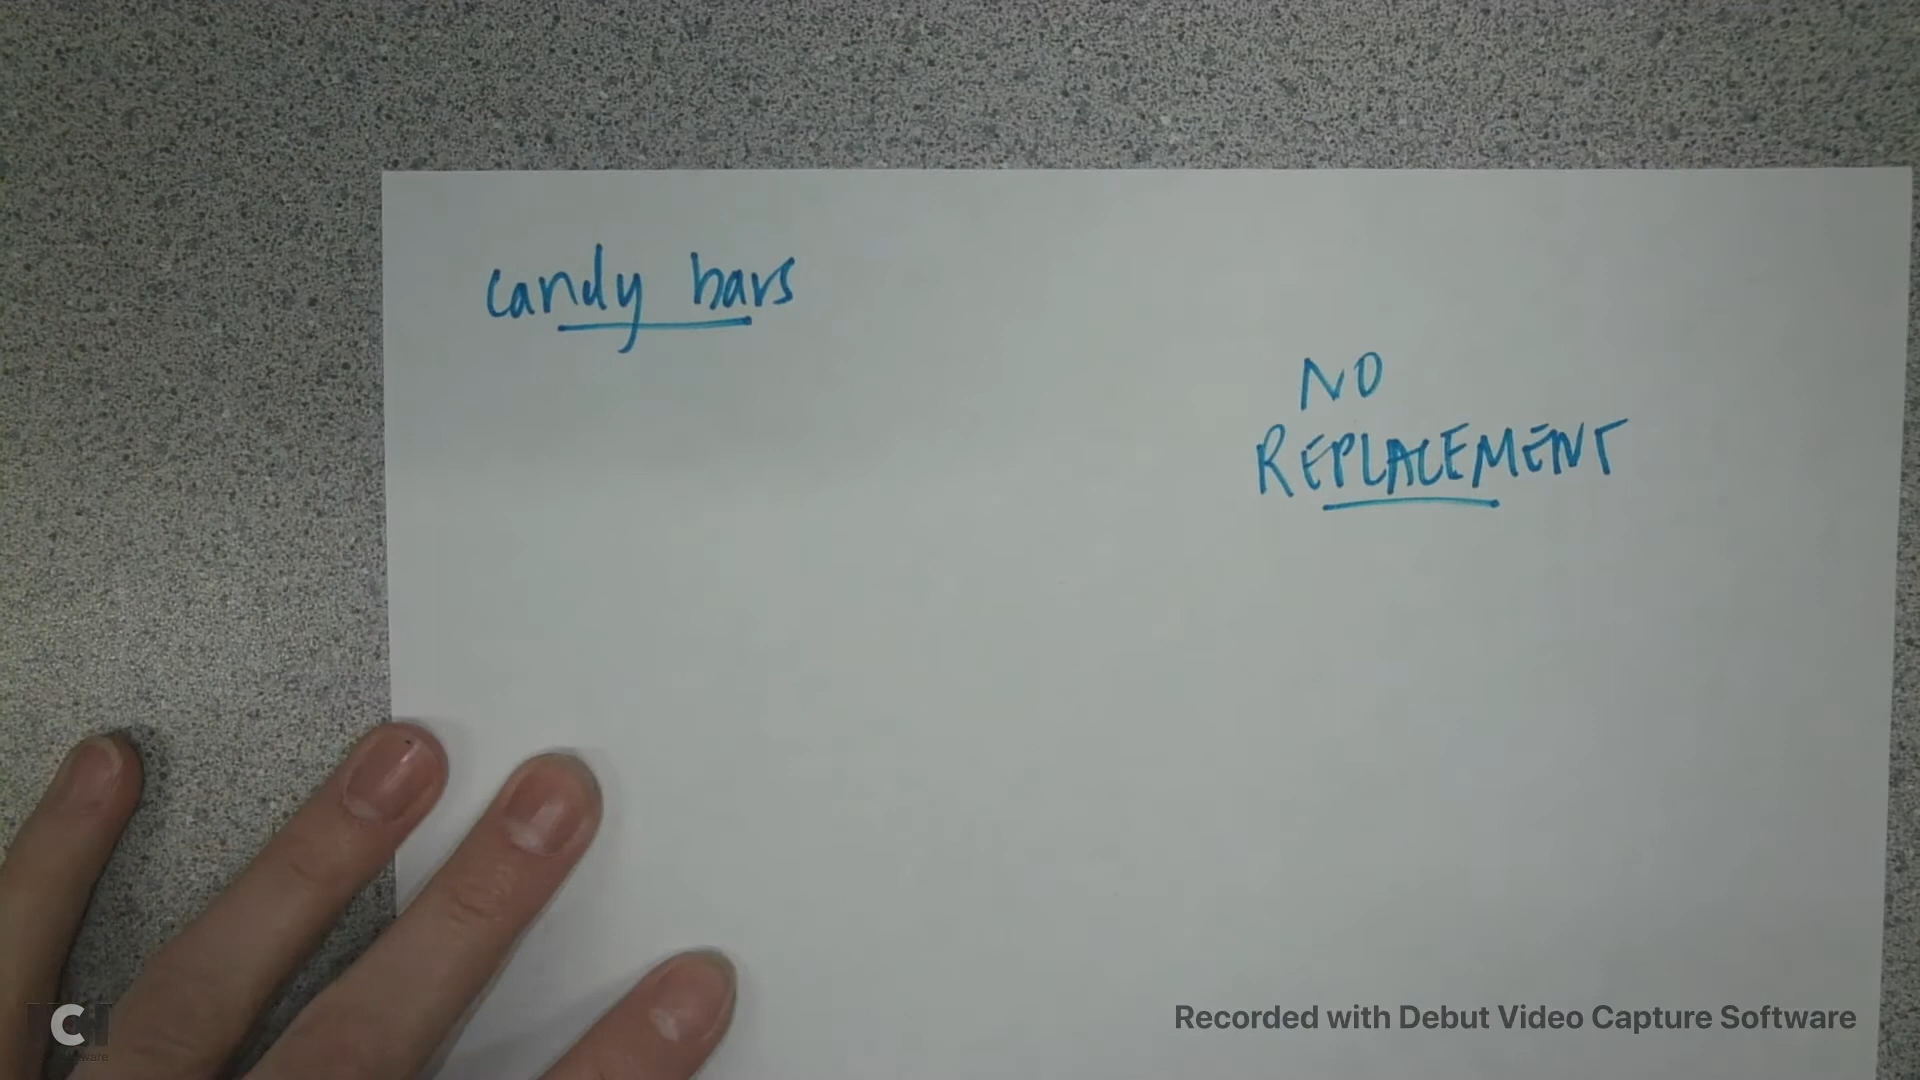 candy bars
NO
REPLACEMENT
Recorded with Debut Video Capture Software